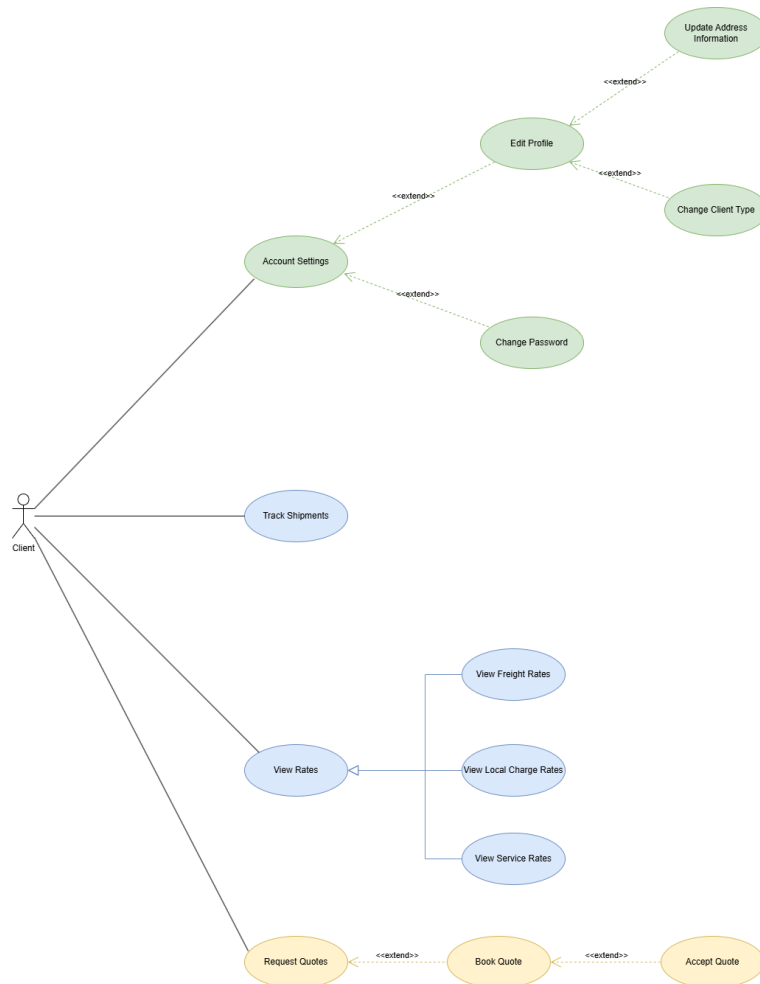 Update Address
Information
<<extend>>
Edit Profile
<<extend>>
<<extend>>
Change Client Type
Account Settings
<<extend>>
Change Password
Track Shipments
Client
View Freight Rates
View Rates
View Local Charge Rates
View Service Rates
Request Quotes
<<extend>>
Book Quote
<<extend>>
Accept Quote